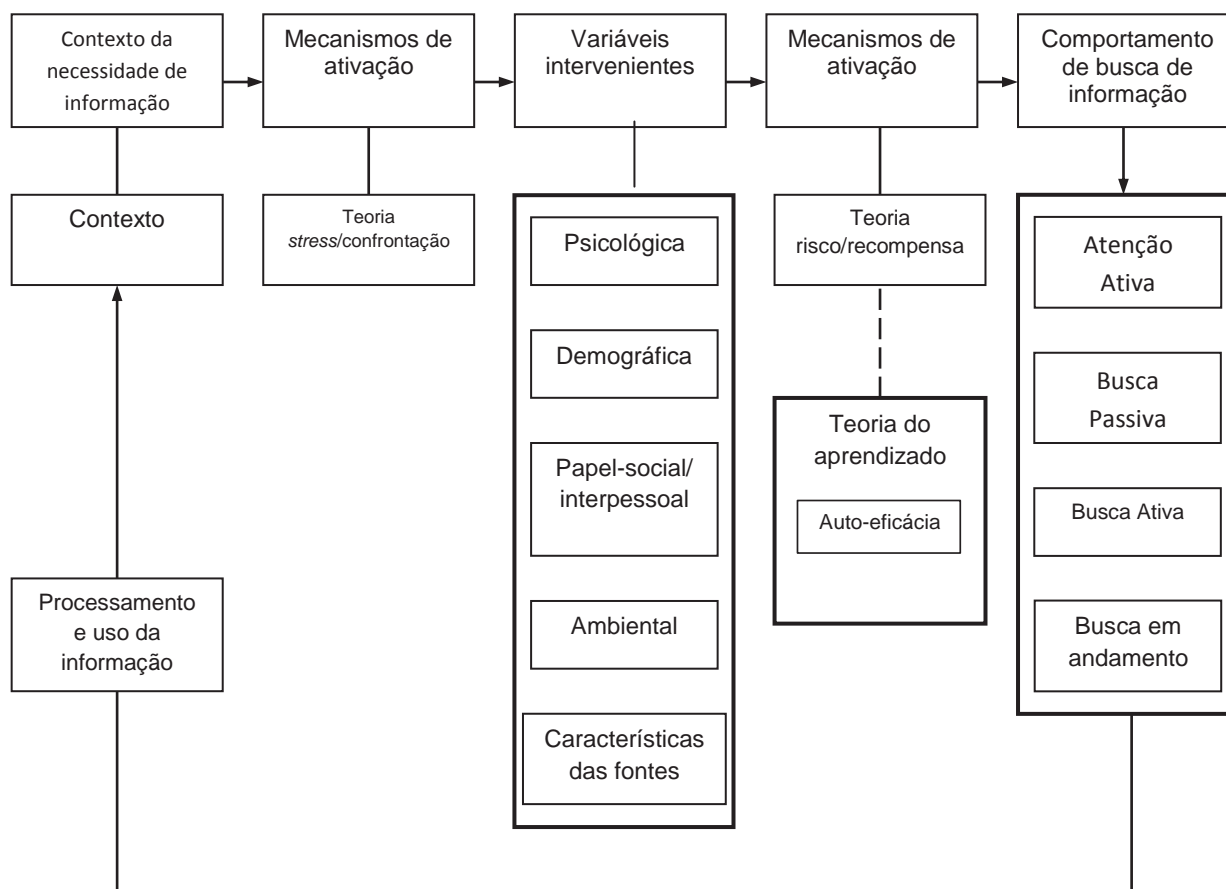 Contexto da
necessidade de
informação
Mecanismos de
ativação
Variáveis
intervenientes
Mecanismos de
ativação
Comportamento
de busca de
informação
Contexto
Teoria
stress/confrontação
Psicológica
Demográfica
Papel-social/
interpessoal
Ambiental
Características
das fontes
Teoria
risco/recompensa
Teoria do
aprendizado
Auto-eficácia
Atenção
Ativa
Busca
Passiva
Busca Ativa
Busca em
andamento
Processamento
e uso da
informação